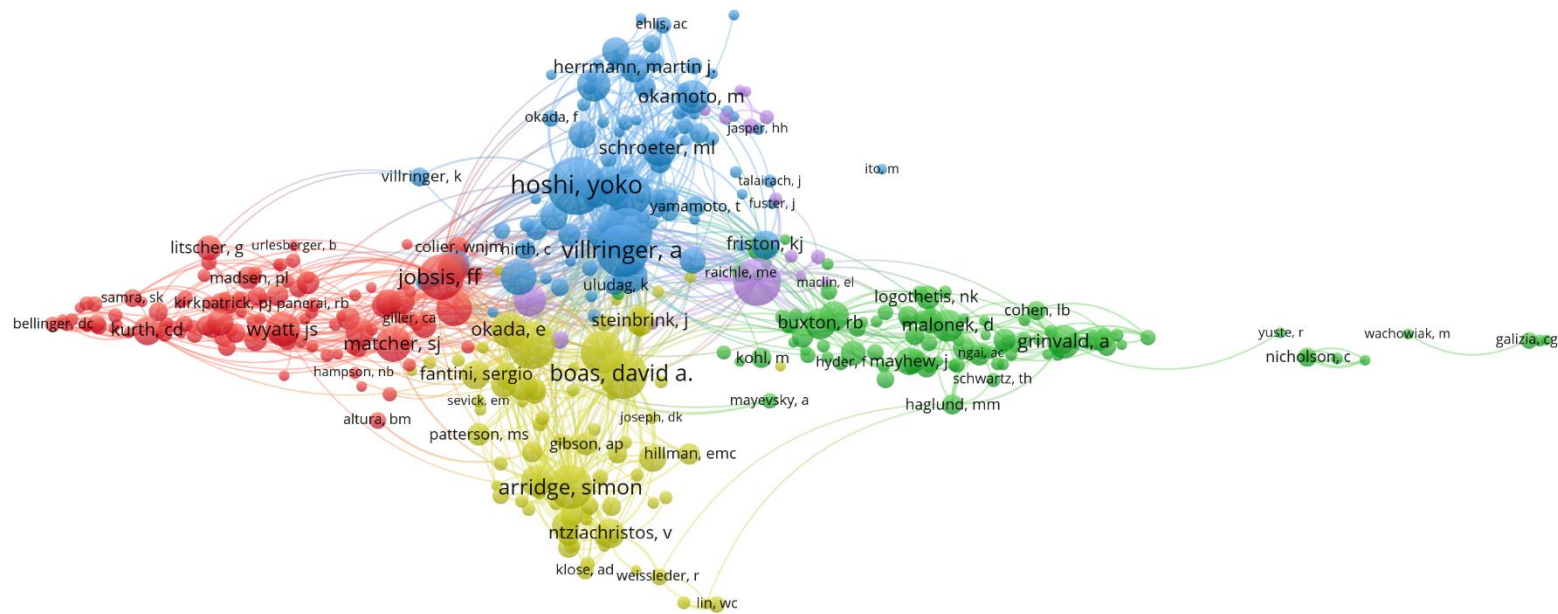 ehlis, ac
herrmann, martin j.
okamoto, m
okada, f
jasper, hh
schroeter, ml
ito, m
villringer, k
hoshi, yoko
talairach, j
yamamoto, t
fuster, j
litscher, g
urlesberger, b
colier, wnjm
hirth, c
villringer, a
friston, kj
madsen, pl
jobsis, ff
raichle, me
uludag, k
maclin, el
samra, sk
kirkpatrick, pj
panerai, rb
logothetis, nk
cohen, lb
bellinger, dc
kurth, cd
wyatt, js
giller, ca
okada, e
steinbrink, j
buxton, rb
malonek, d
grinvald, a
yuste, r
wachowiak, m
galizia, cg
matcher, sj
kohl, m
hyder, f
mayhew, j
ngai, ac
nicholson, c
hampson, nb
fantini, sergio
boas, david a.
schwartz, th
sevick, em
mayevsky, a
haglund, mm
altura, bm
joseph, dk
patterson, ms
gibson, ap
hillman, emc
arridge, simon
ntziachristos, v
klose, ad
weissleder, r
lin, wc